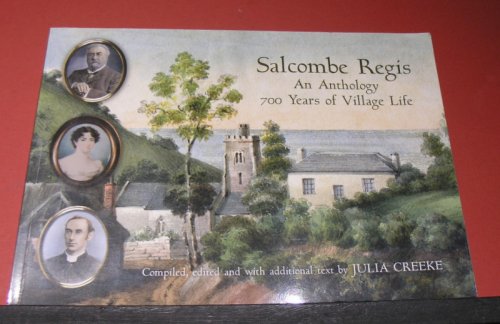 Salcombe Regis
An Anthology
700 Years of Village Life
Compiled, edited and with additional text by JULIA CREEKE